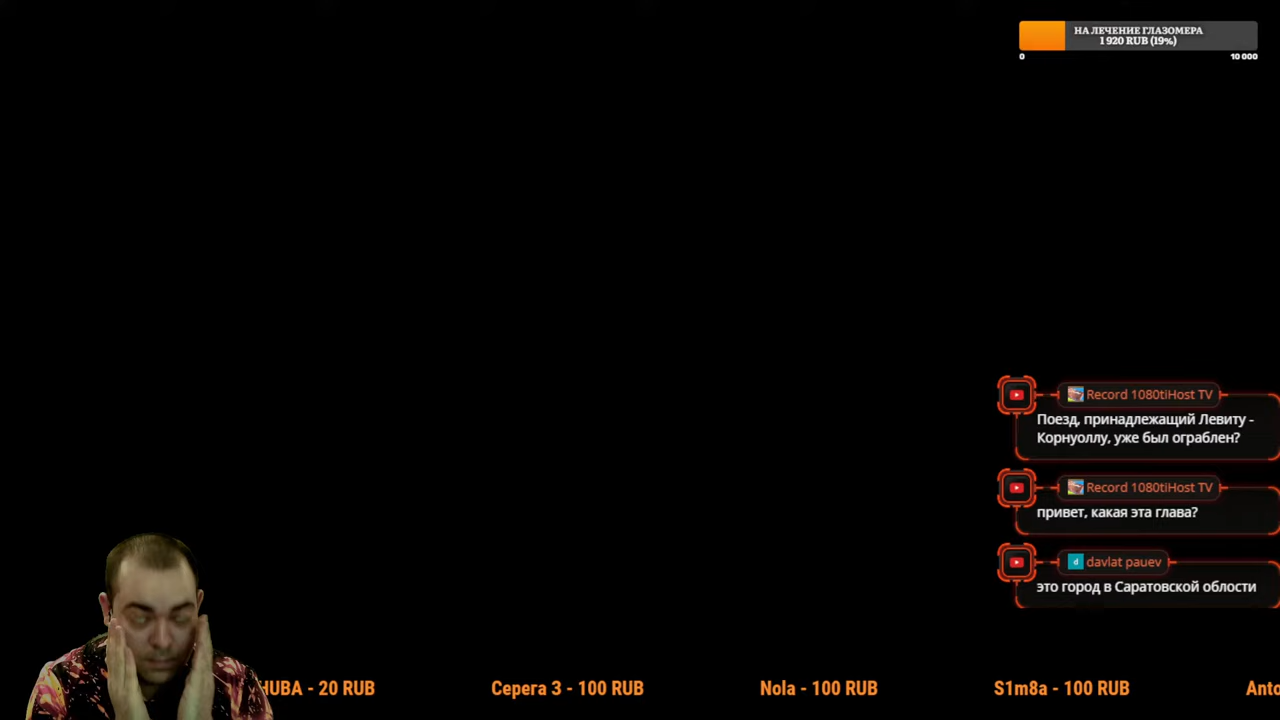 НА ЛЕЧЕНИЕ ГЛАЗОМЕРА
1 920 RUB (19%)
0
10 000
Record 1080tiHost TV
Поезд, принадлежащий Левиту -
Корнуоллу, уже был ограблен?
Record 1080tiHost TV
привет, какая эта глава?
d davlat pauev
это город в Саратовской облости
HUBA - 20 RUB
Серега 3 - 100 RUB
Nola - 100 RUB
S1m8a - 100 RUB
Anto